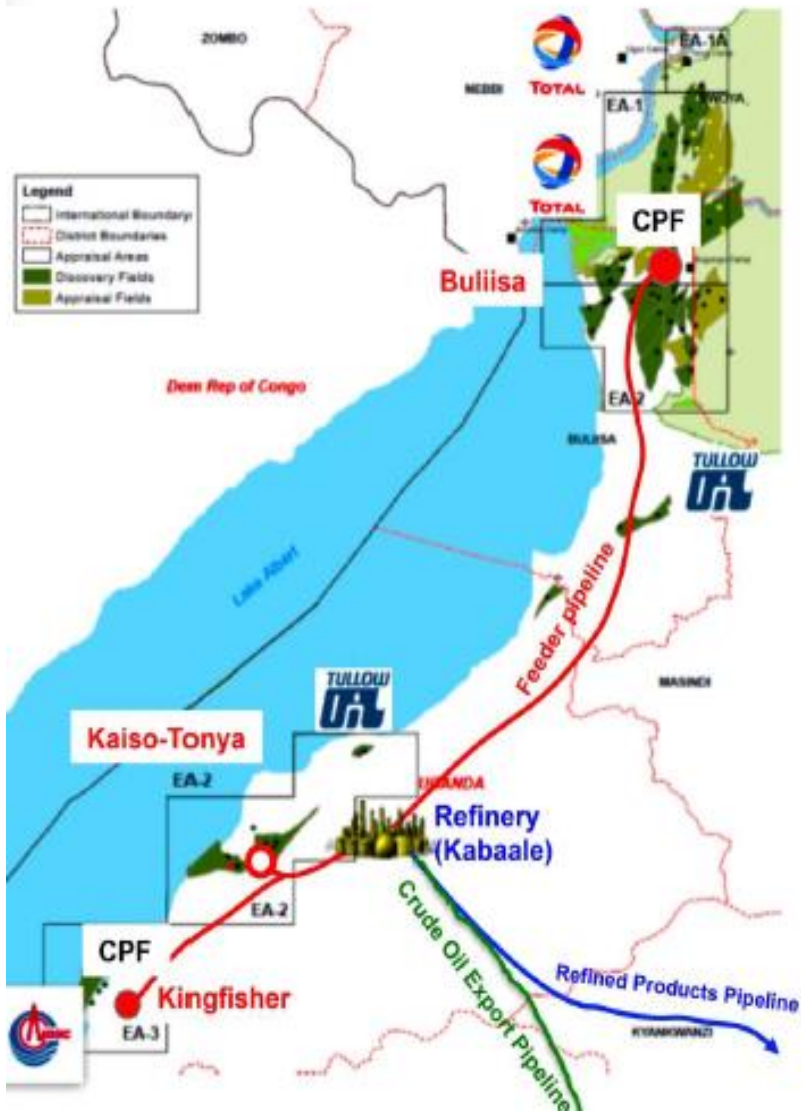 ZOMBO
EA-1A
TOTAL
NEBBI
EA-1
TOTAL
CPF
Legend
International Boundary
District Boundaries
Appraisal Areas
Discovery Fields
Appraisal Fields
Buliisa
Dem Rep of Congo
EA-2
BULIISA
TULLOW
OIL
Lake Albert
Feeder pipeline
MASINDI
TULLOW
OIL
Kaiso-Tonya
EA-2
UGANDA
Refinery
(Kabaale)
EA-2
CPF
Kingfisher
EA-3
Crude Oil Export Pipeline
Refined Products Pipeline
KYANKWANZI